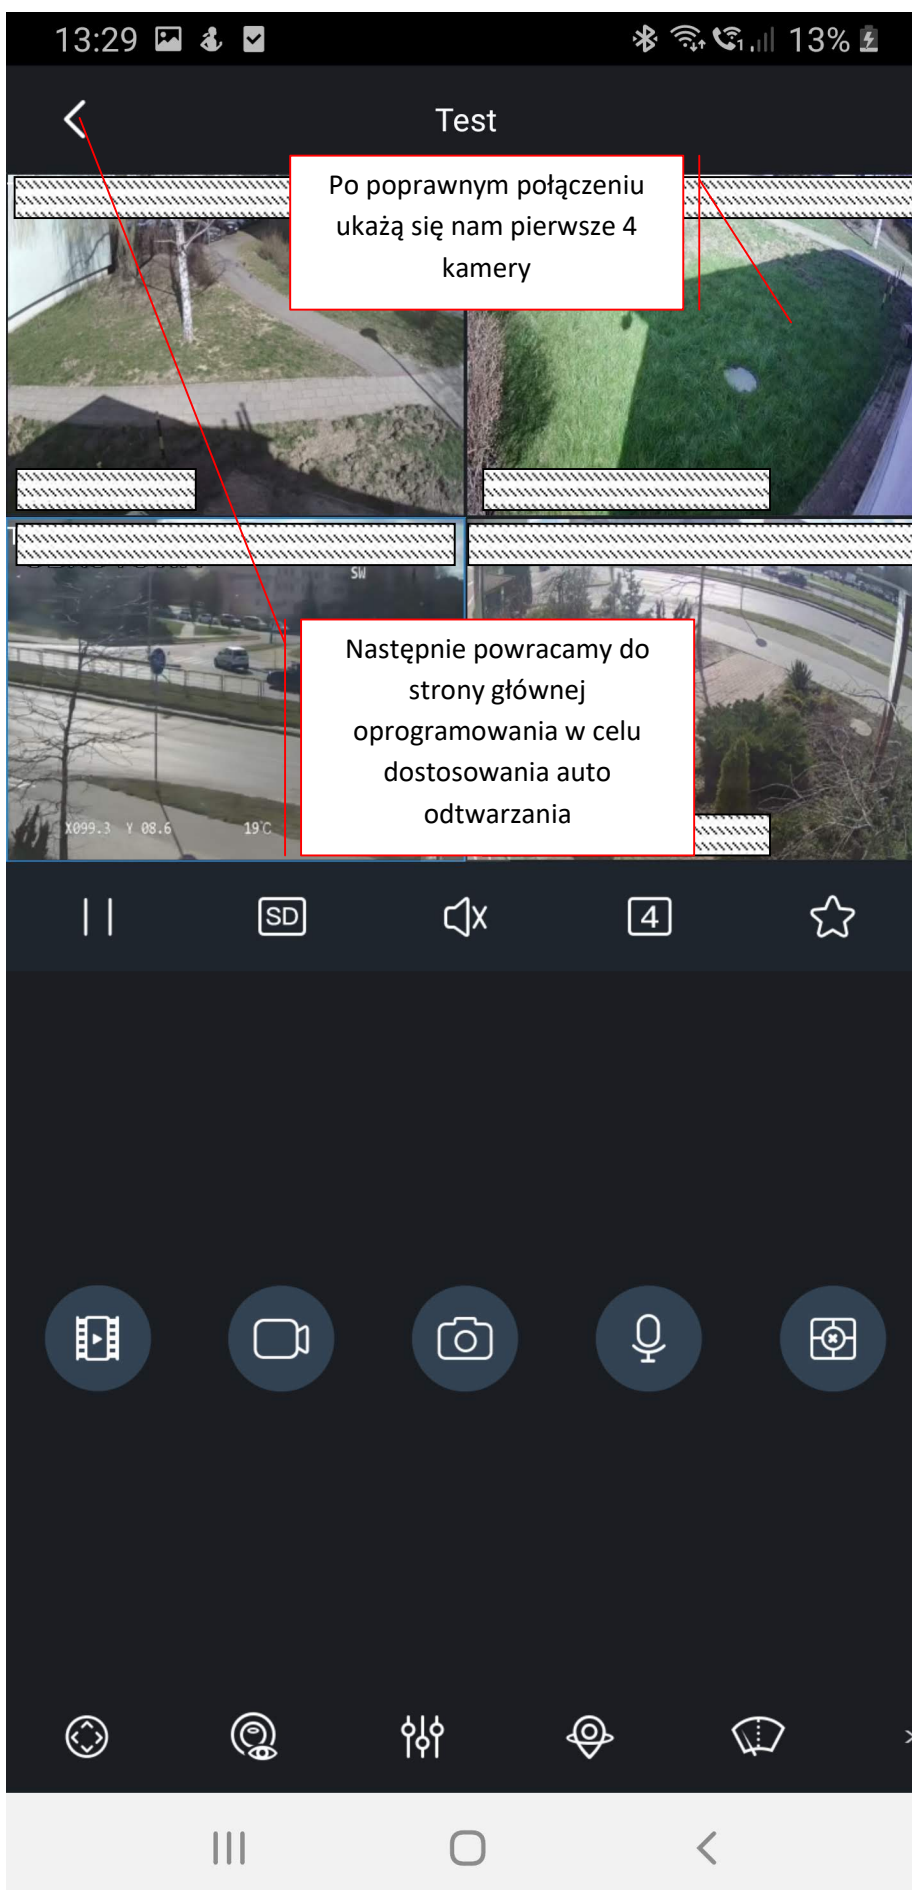 13:29
13%
Test
Po poprawnym połączeniu
ukażą się nam pierwsze 4
kamery
SW
Następnie powracamy do
strony głównej
oprogramowania w celu
dostosowania auto
odtwarzania
X099.3 Y 08.6 19°C
SD
4